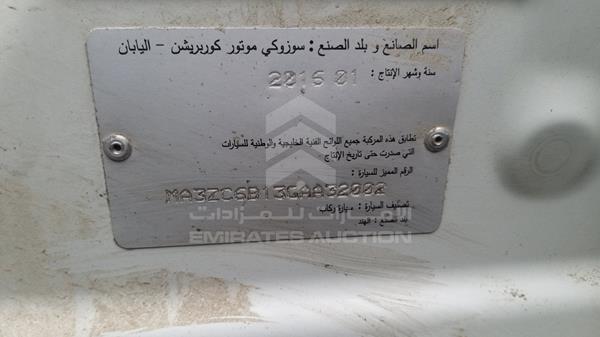 اسم الصانع و بلد الصنع : سوزوكي موتور كوربريشن - اليابان
سنة وشهر الإنتاج : 2016 01
تطابق هذه المركبة جميع اللوائح الفنية الخليجية والوطنية للسيارات
التي صدرت حتى تاريخ الإنتاج
الرقم المميز للسيارة :
MA3ZC6B13GAA32002
الإمارات للمزادات
تصنيف السيارة : سيارة ركاب
EMIRATES AUCTION
بلد الصنع : الهند